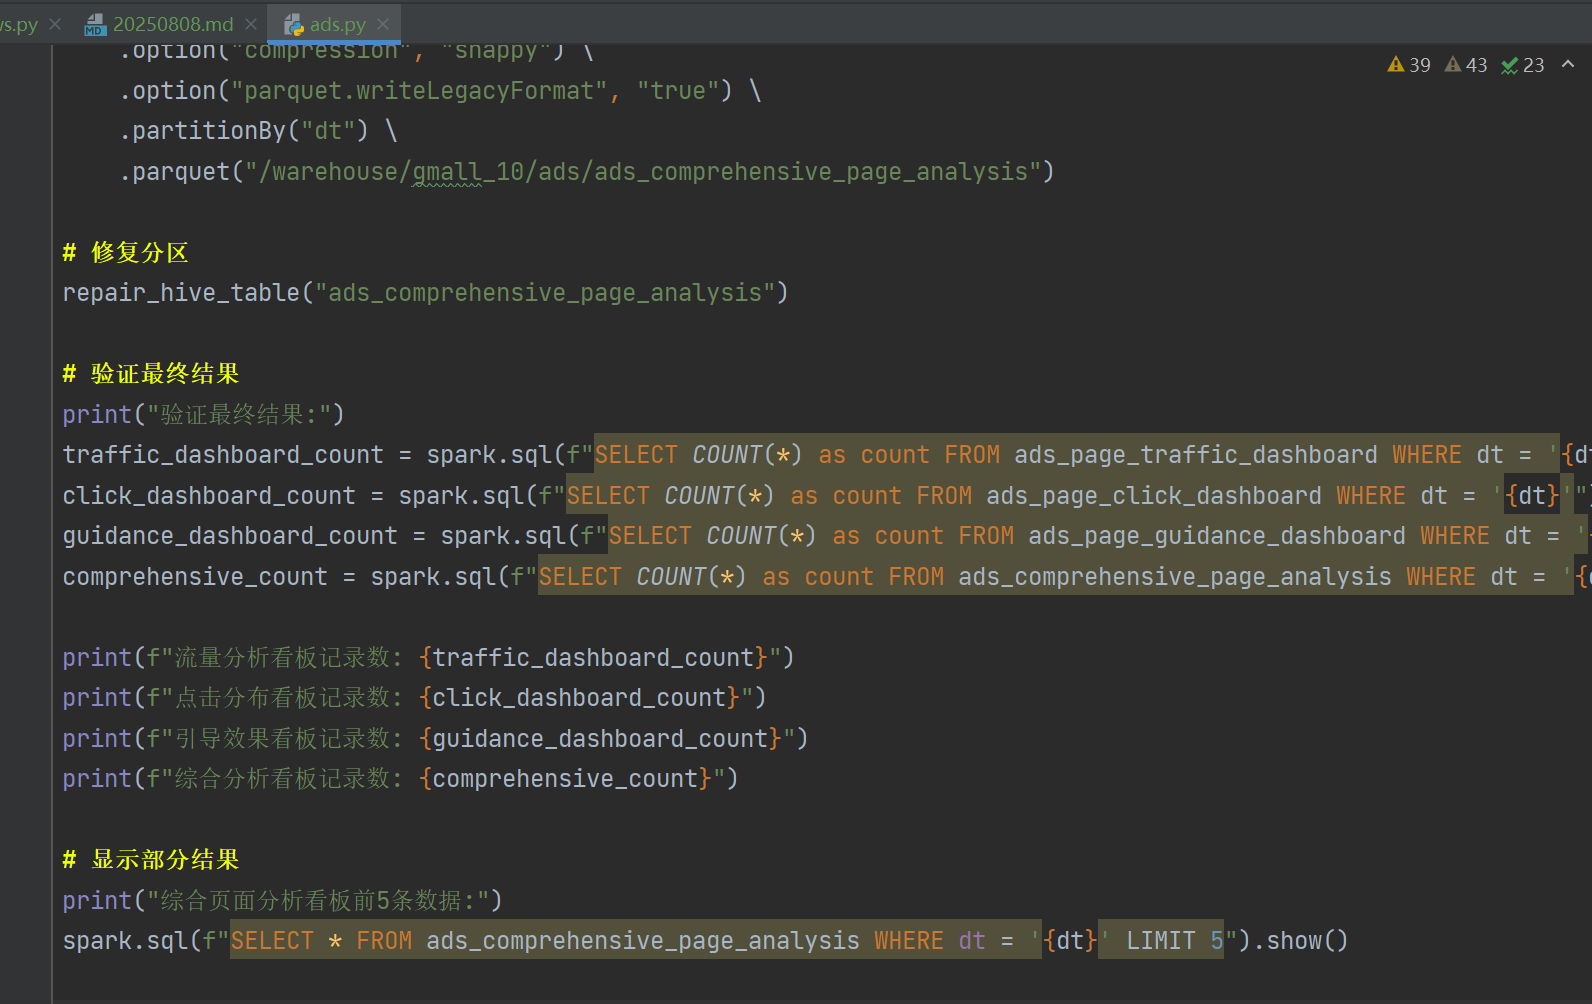 vs.py
20250808.md
ads.py
39 43 23
.option("compression", "snappy") \
.option("parquet.writeLegacyFormat", "true") \
.partitionBy("dt") \
.parquet("/warehouse/gmall_10/ads/ads_comprehensive_page_analysis")
# 修复分区
repair_hive_table("ads_comprehensive_page_analysis")
# 验证最终结果
print("验证最终结果:")
traffic_dashboard_count = spark.sql(f"SELECT COUNT(*) as count FROM ads_page_traffic_dashboard WHERE dt = '{dt
click_dashboard_count = spark.sql(f"SELECT COUNT(*) as count FROM ads_page_click_dashboard WHERE dt = '{dt}'")
guidance_dashboard_count = spark.sql(f"SELECT COUNT(*) as count FROM ads_page_guidance_dashboard WHERE dt = '
comprehensive_count = spark.sql(f"SELECT COUNT(*) as count FROM ads_comprehensive_page_analysis WHERE dt = '{
print(f"流量分析看板记录数: {traffic_dashboard_count}")
print(f"点击分布看板记录数: {click_dashboard_count}")
print(f"引导效果看板记录数: {guidance_dashboard_count}")
print(f"综合分析看板记录数: {comprehensive_count}")
# 显示部分结果
print("综合页面分析看板前5条数据:")
spark.sql(f"SELECT * FROM ads_comprehensive_page_analysis WHERE dt = '{dt}' LIMIT 5").show()